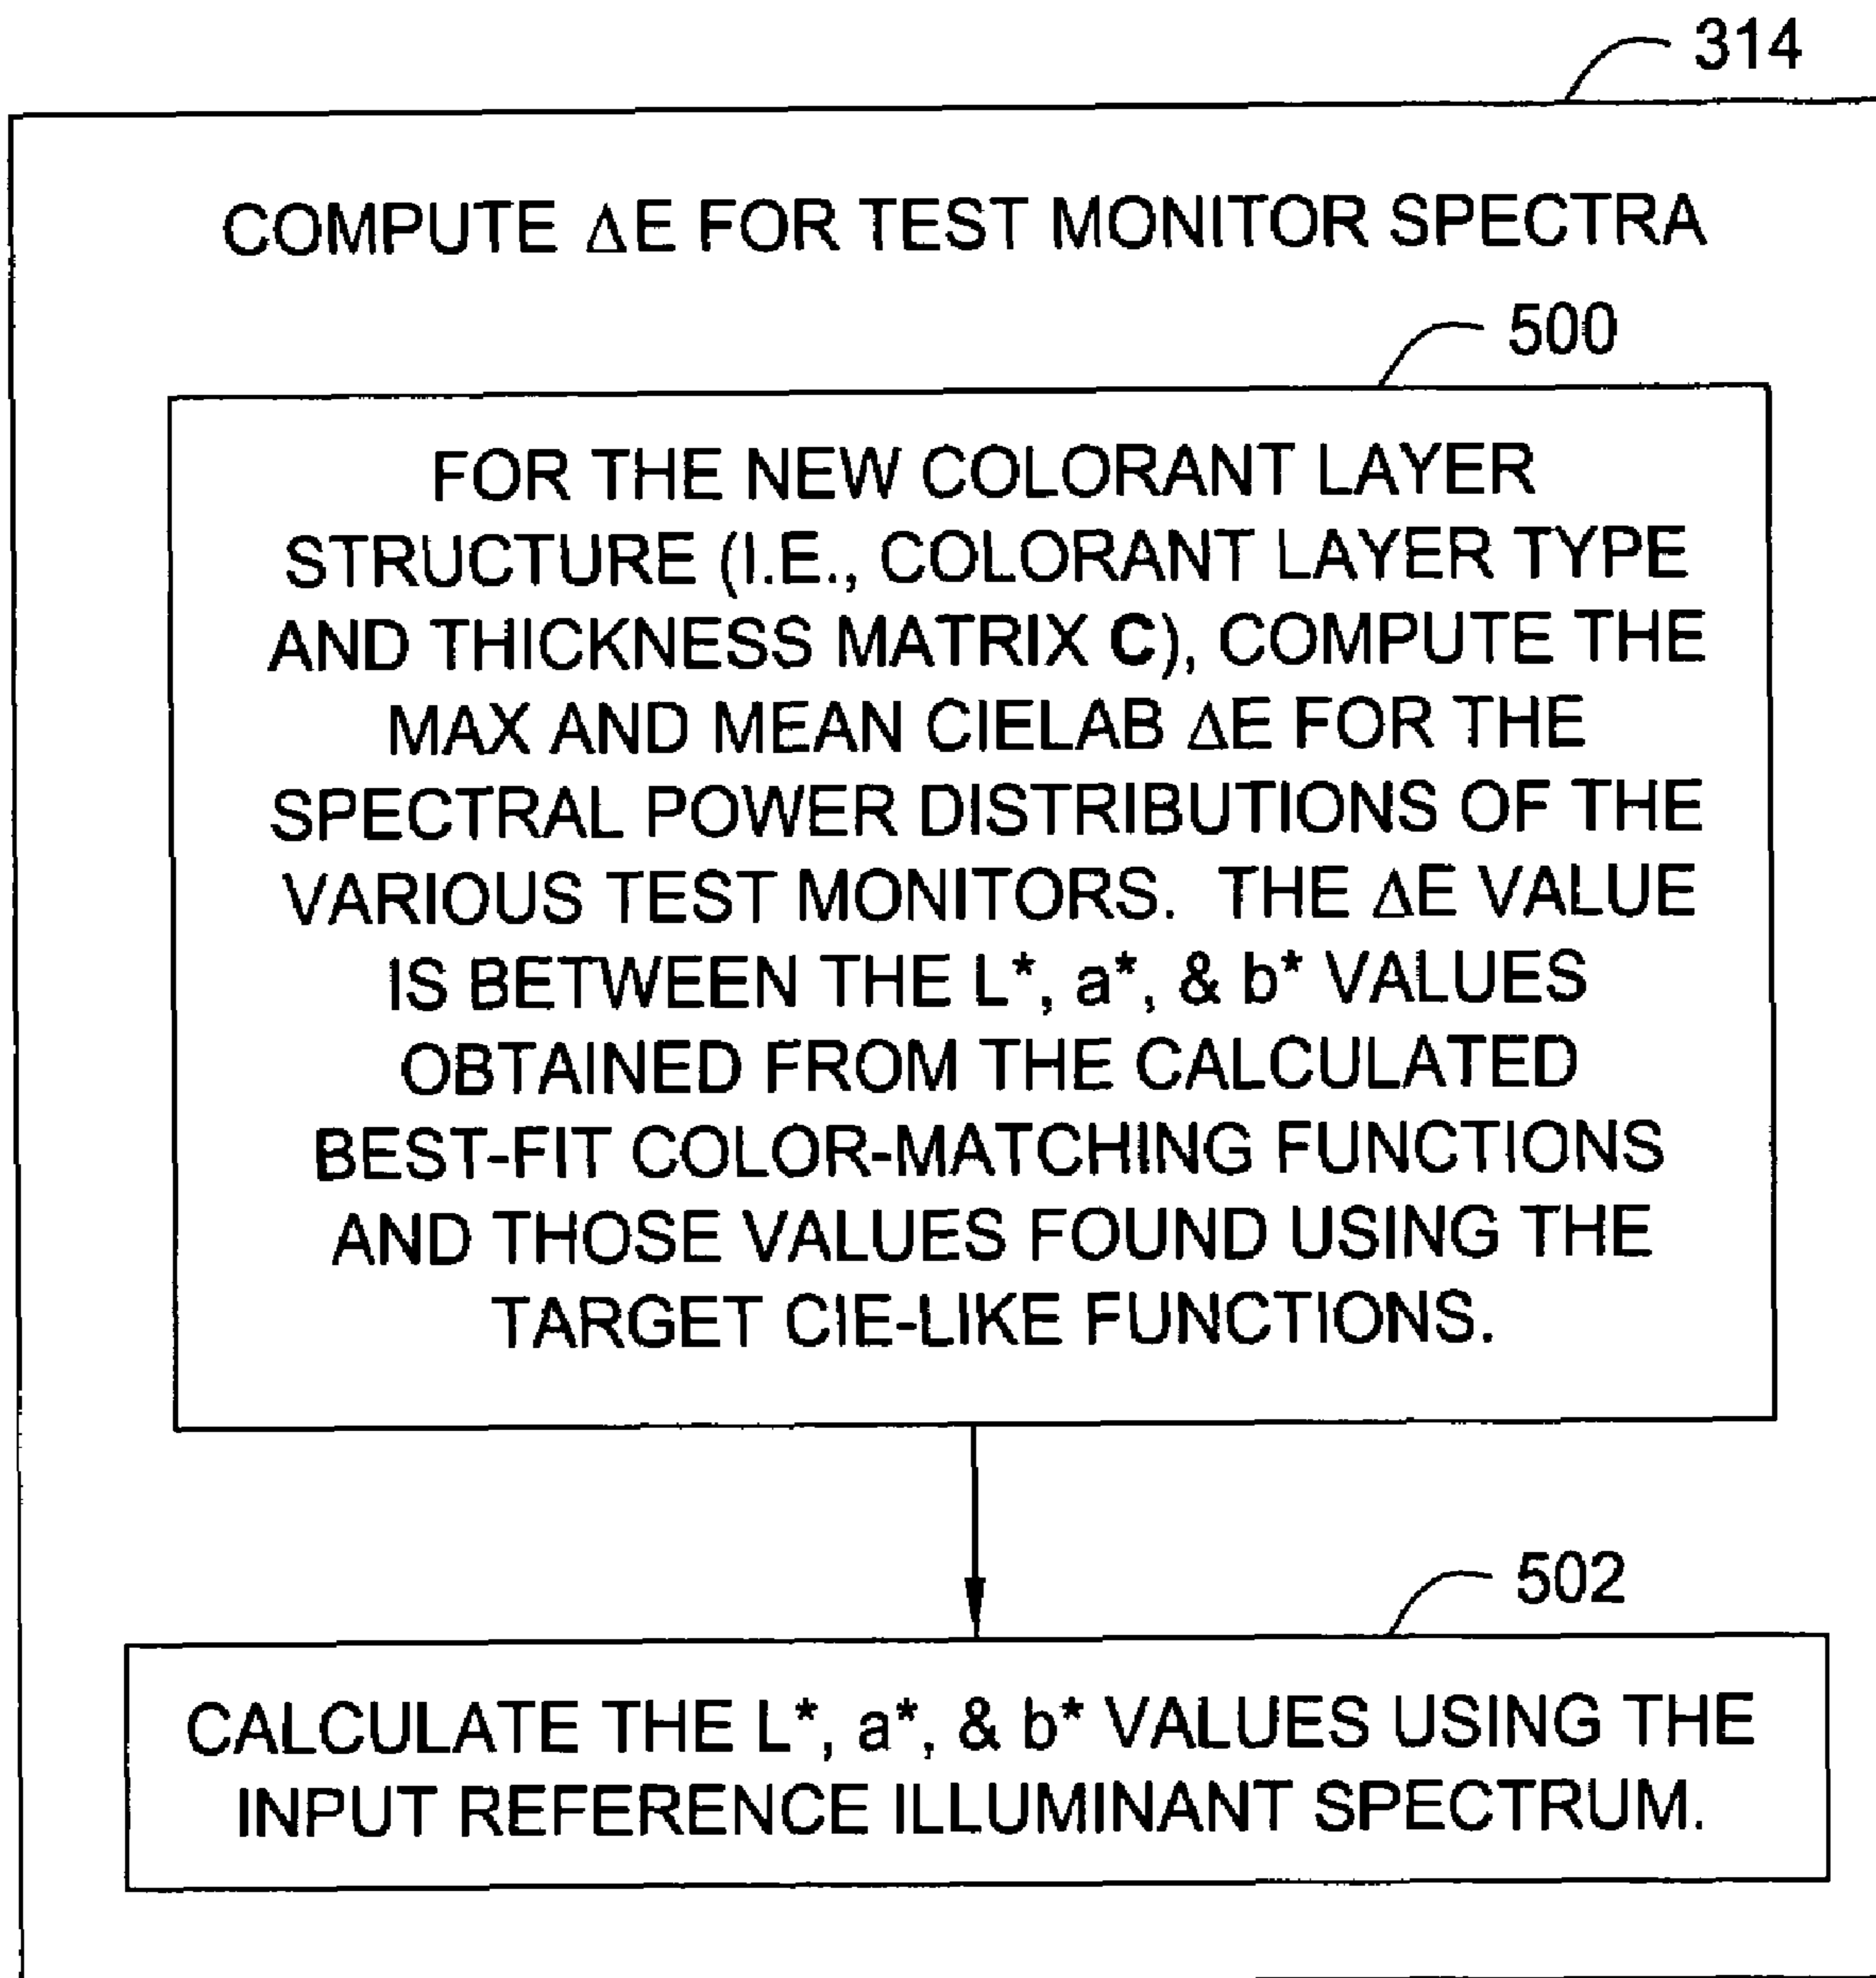 314
COMPUTE ΔE FOR TEST MONITOR SPECTRA
500
FOR THE NEW COLORANT LAYER
STRUCTURE (I.E., COLORANT LAYER TYPE
AND THICKNESS MATRIX C), COMPUTE THE
MAX AND MEAN CIELAB ΔE FOR THE
SPECTRAL POWER DISTRIBUTIONS OF THE
VARIOUS TEST MONITORS. THE ΔE VALUE
IS BETWEEN THE L*, a*, & b* VALUES
OBTAINED FROM THE CALCULATED
BEST-FIT COLOR-MATCHING FUNCTIONS
AND THOSE VALUES FOUND USING THE
TARGET CIE-LIKE FUNCTIONS.
502
CALCULATE THE L*, a*, & b* VALUES USING THE
INPUT REFERENCE ILLUMINANT SPECTRUM.